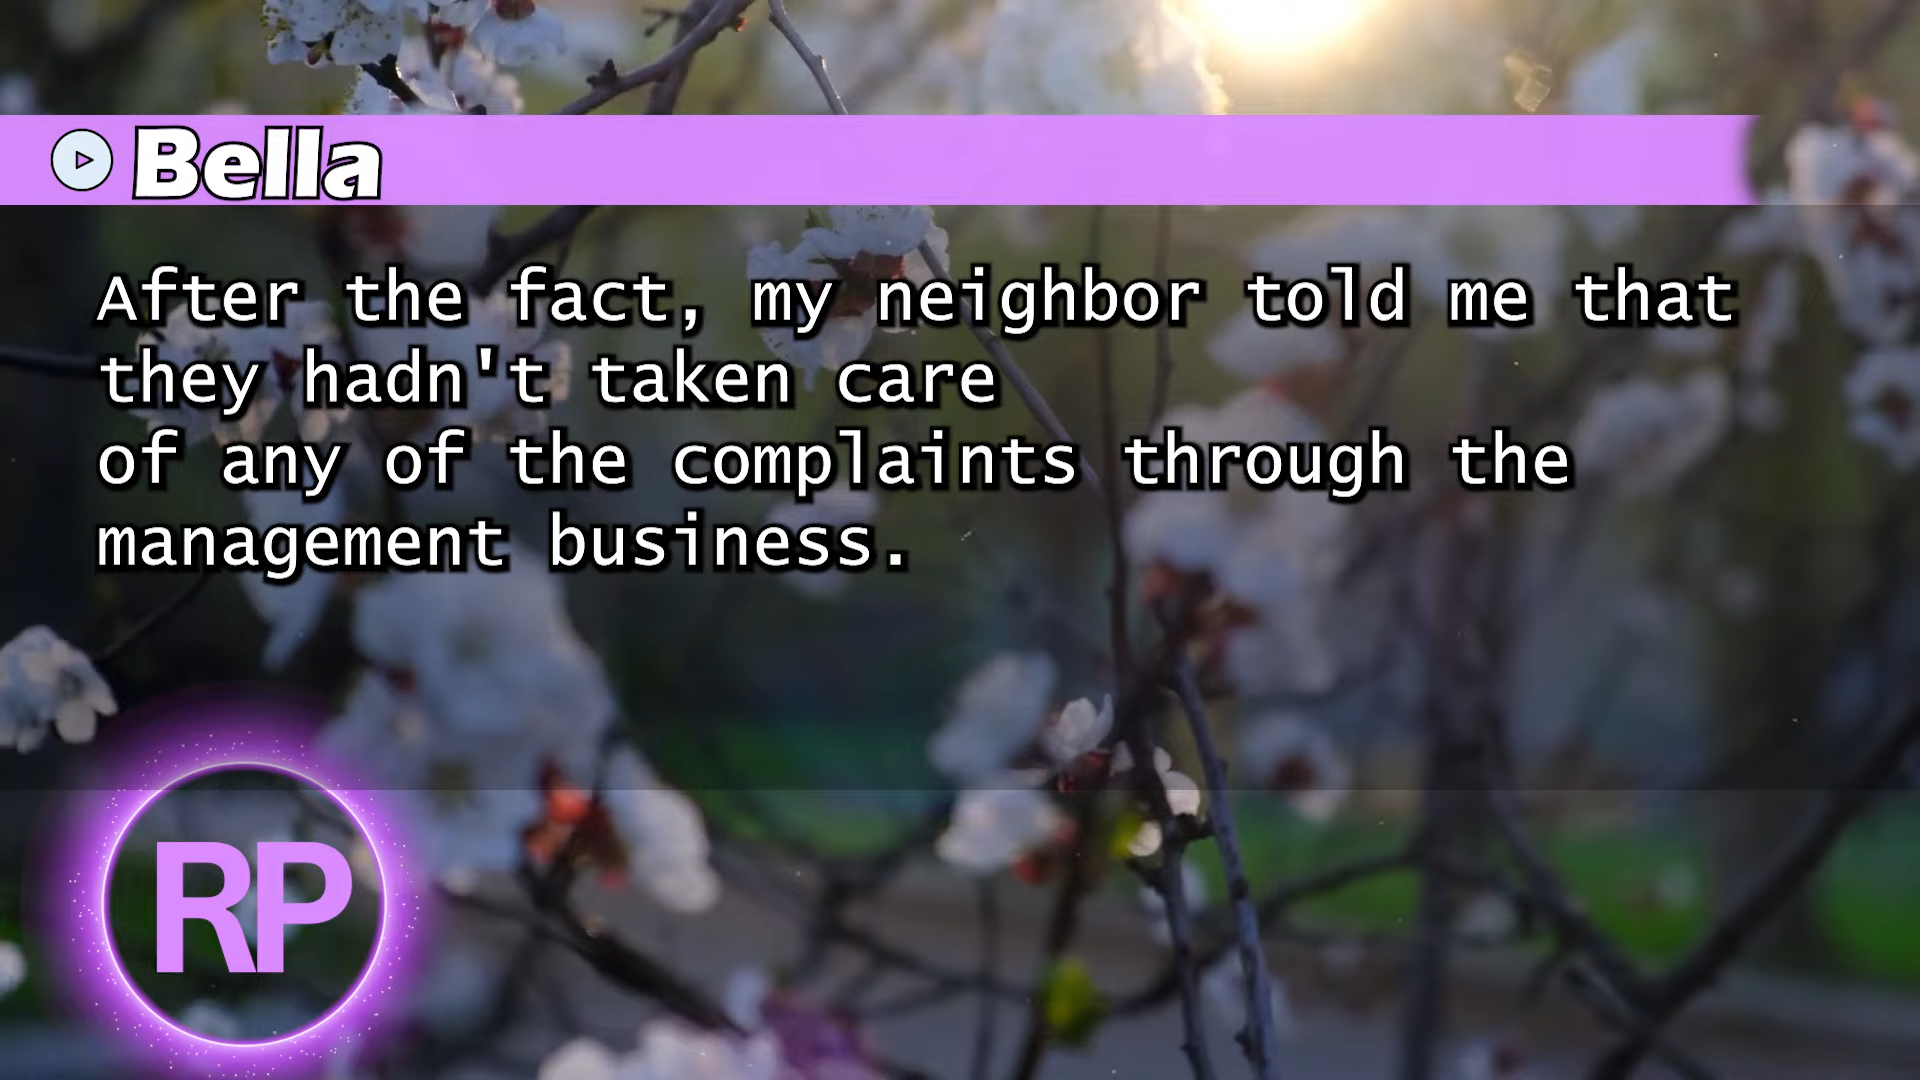 Bella
After the fact, my neighbor told me that
they hadn't taken care
of any of the complaints through the
management business.
RP